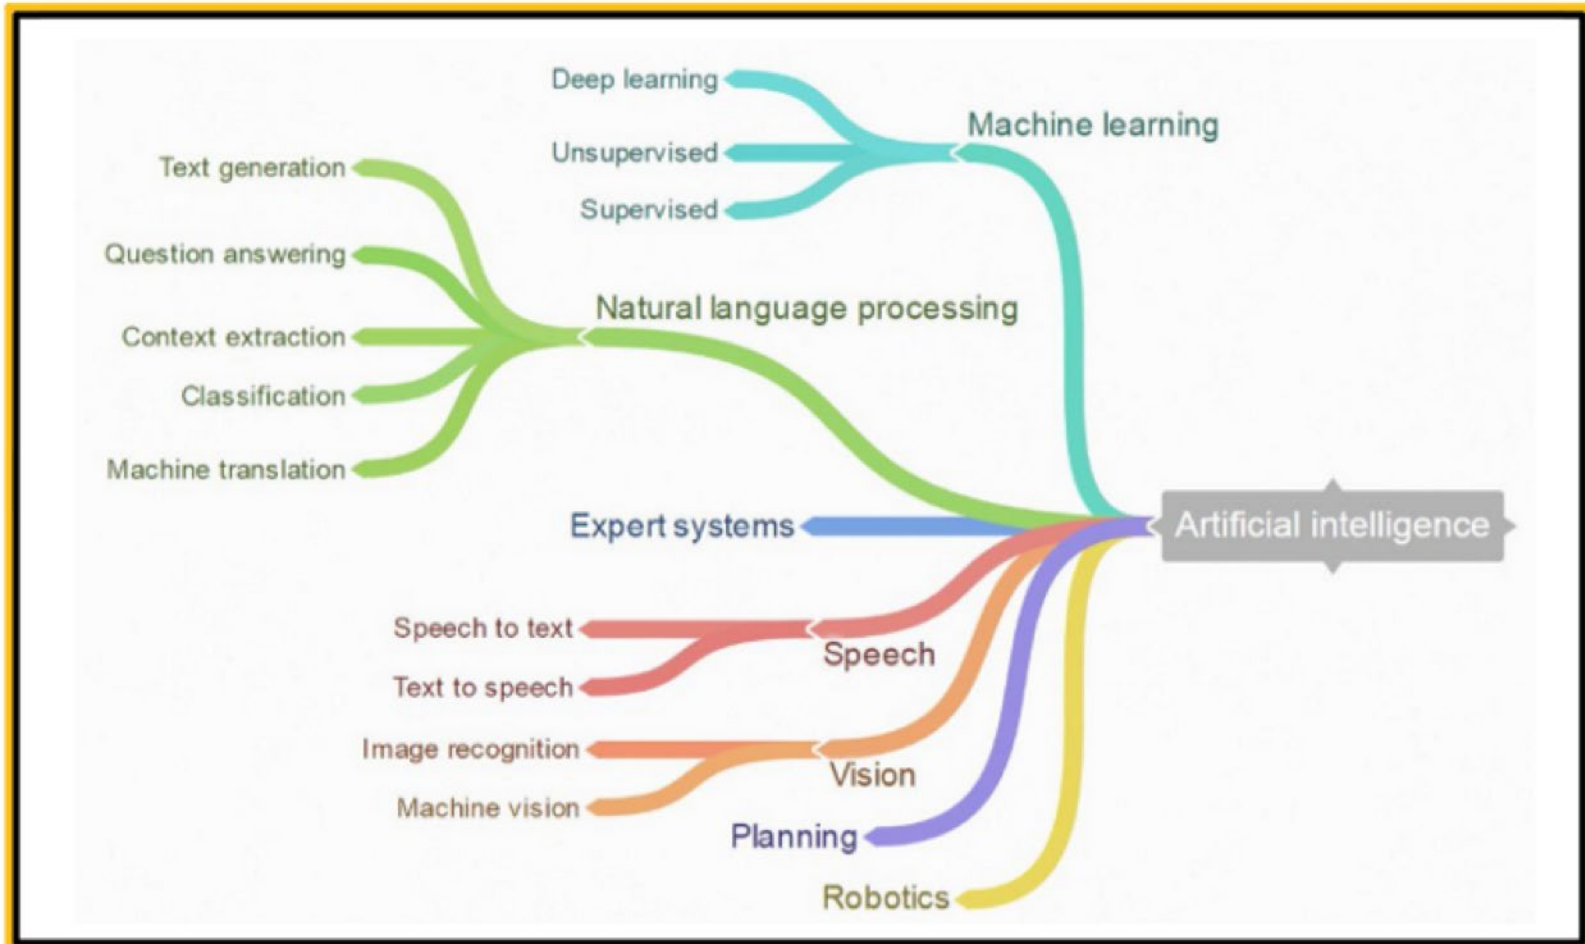 Deep learning
Machine learning
Unsupervised
Text generation
Supervised
Question answering
Natural language processing
Context extraction
Classification
Machine translation
Expert systems
Artificial intelligence
Speech to text
Speech
Text to speech
Image recognition
Vision
Machine vision
Planning
Robotics